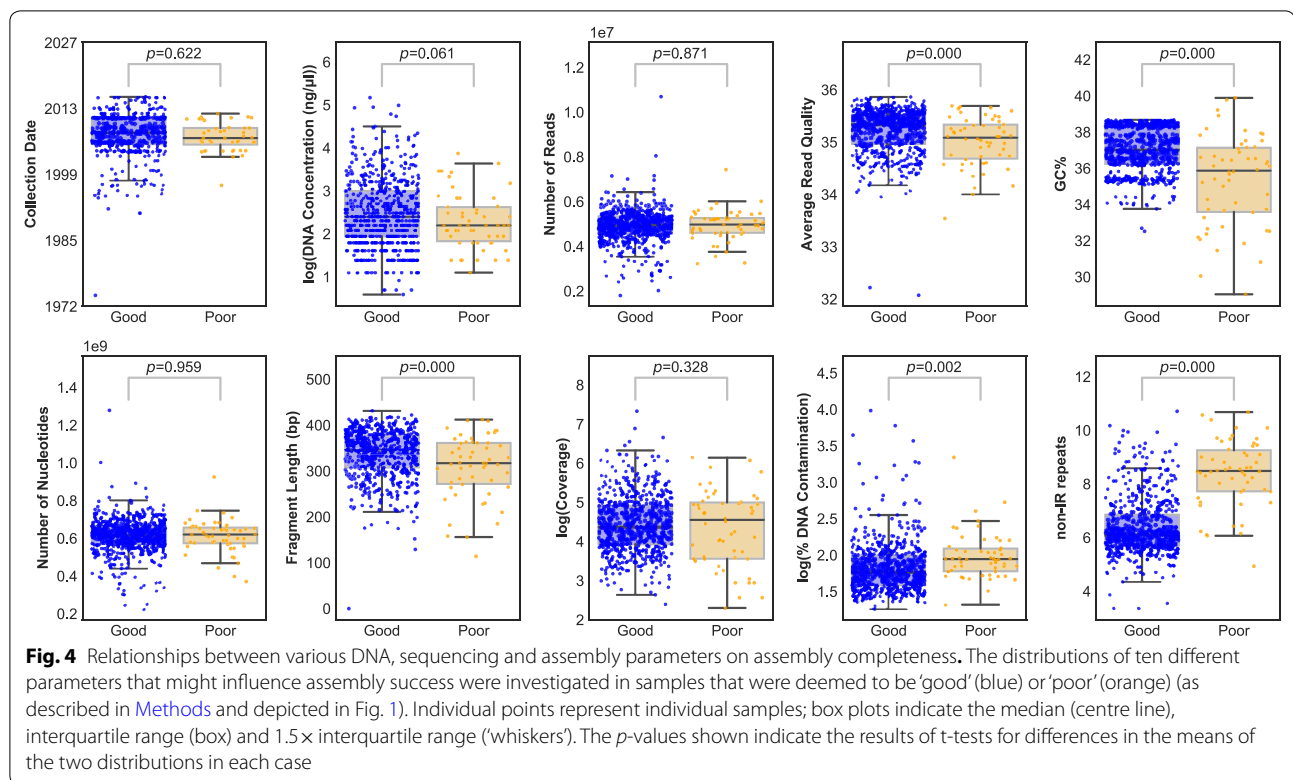 2027
2013
1999
1985
1972
Collection Date
p=0.622
Good
Poor
6
5
4
3
2
1
log(DNA Concentration (ng/µl))
p=0.061
Good
Poor
1e7
1.2
1.0
0.8
0.6
0.4
0.2
Number of Reads
p=0.871
Good
Poor
36
35
34
33
32
Average Read Quality
p=0.000
Good
Poor
42
40
38
36
34
32
30
GC%
p=0.000
Good
Poor
1e9
1.4
1.2
1.0
0.8
0.6
0.4
0.2
Number of Nucleotides
p=0.959
Good
Poor
500
400
300
200
100
0
Fragment Length (bp)
p=0.000
Good
Poor
8
7
6
5
4
3
2
log(Coverage)
p=0.328
Good
Poor
4.5
4.0
3.5
3.0
2.5
2.0
1.5
log(% DNA Contamination)
p=0.002
Good
Poor
12
10
8
6
4
non-IR repeats
p=0.000
Good
Poor
Fig. 4 Relationships between various DNA, sequencing and assembly parameters on assembly completeness. The distributions of ten different
parameters that might influence assembly success were investigated in samples that were deemed to be ‘good’ (blue) or ‘poor’ (orange) (as
described in Methods and depicted in Fig. 1). Individual points represent individual samples; box plots indicate the median (centre line),
interquartile range (box) and 1.5× interquartile range (‘whiskers’). The p-values shown indicate the results of t-tests for differences in the means of
the two distributions in each case